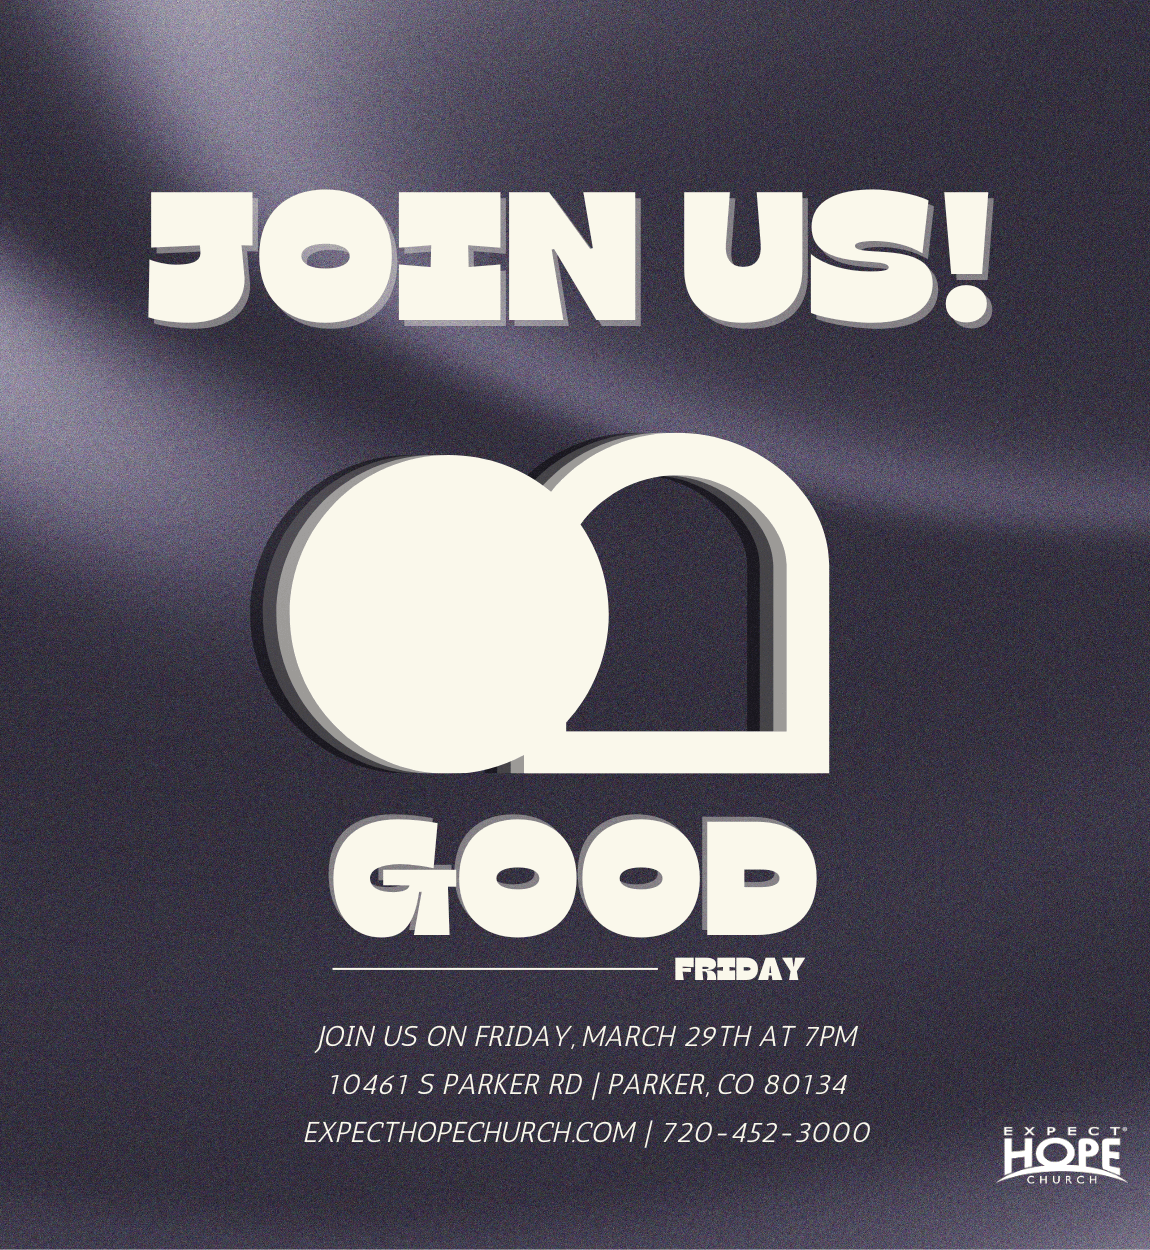 JOIN US!
GOOD
FRIDAY
JOIN US ON FRIDAY, MARCH 29TH AT 7PM
10461 S PARKER RD | PARKER, CO 80134
EXPECTHOPECHURCH.COM | 720-452-3000
EXPECT®
HOPE
CHURCH